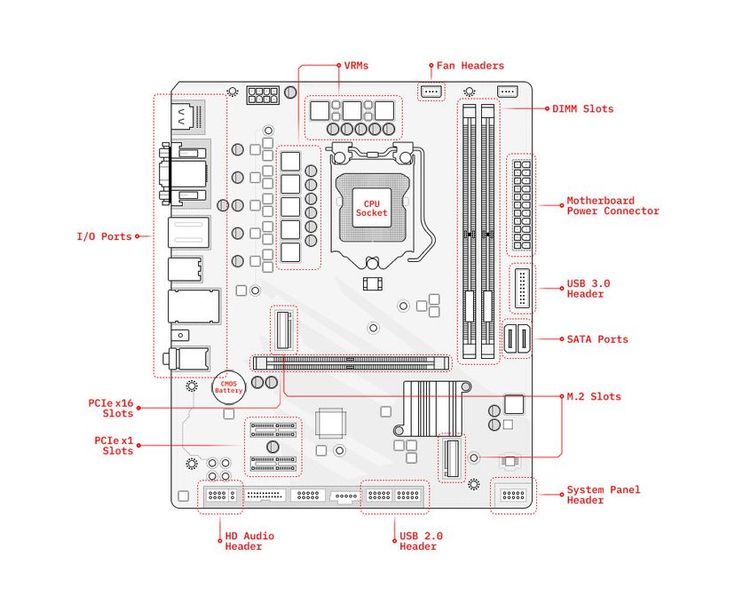 VRMs
Fan Headers
DIMM Slots
Motherboard
Power Connector
CPU
Socket
I/O Ports
USB 3.0
Header
SATA Ports
CMOS
Battery
PCIe x16
Slots
M.2 Slots
PCIe x1
Slots
System Panel
Header
HD Audio
Header
USB 2.0
Header